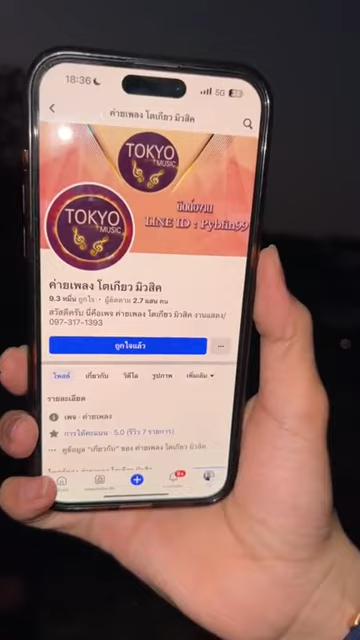 18:36
5G
ค่ายเพลง โตเกียว มิวสิค
TOKYO
MUSIC
ติดต่องาน
LINE ID : Pyblin99
TOKYO
MUSIC
ค่ายเพลง โตเกียว มิวสิค
9.3 หมื่น ถูกใจ • ผู้ติดตาม 2.7 แสน คน
สวัสดีครับ นี่คือเพจ ค่ายเพลง โตเกียว มิวสิค งานแสดง/
097-317-1393
ถูกใจแล้ว
โพสต์ เกี่ยวกับ วิดีโอ รูปภาพ เพิ่มเติม
รายละเอียด
เพจ · ค่ายเพลง
การให้คะแนน · 5.0 (รีวิว 7 รายการ)
ดูข้อมูล "เกี่ยวกับ" ของ ค่ายเพลง โตเกียว มิวสิค